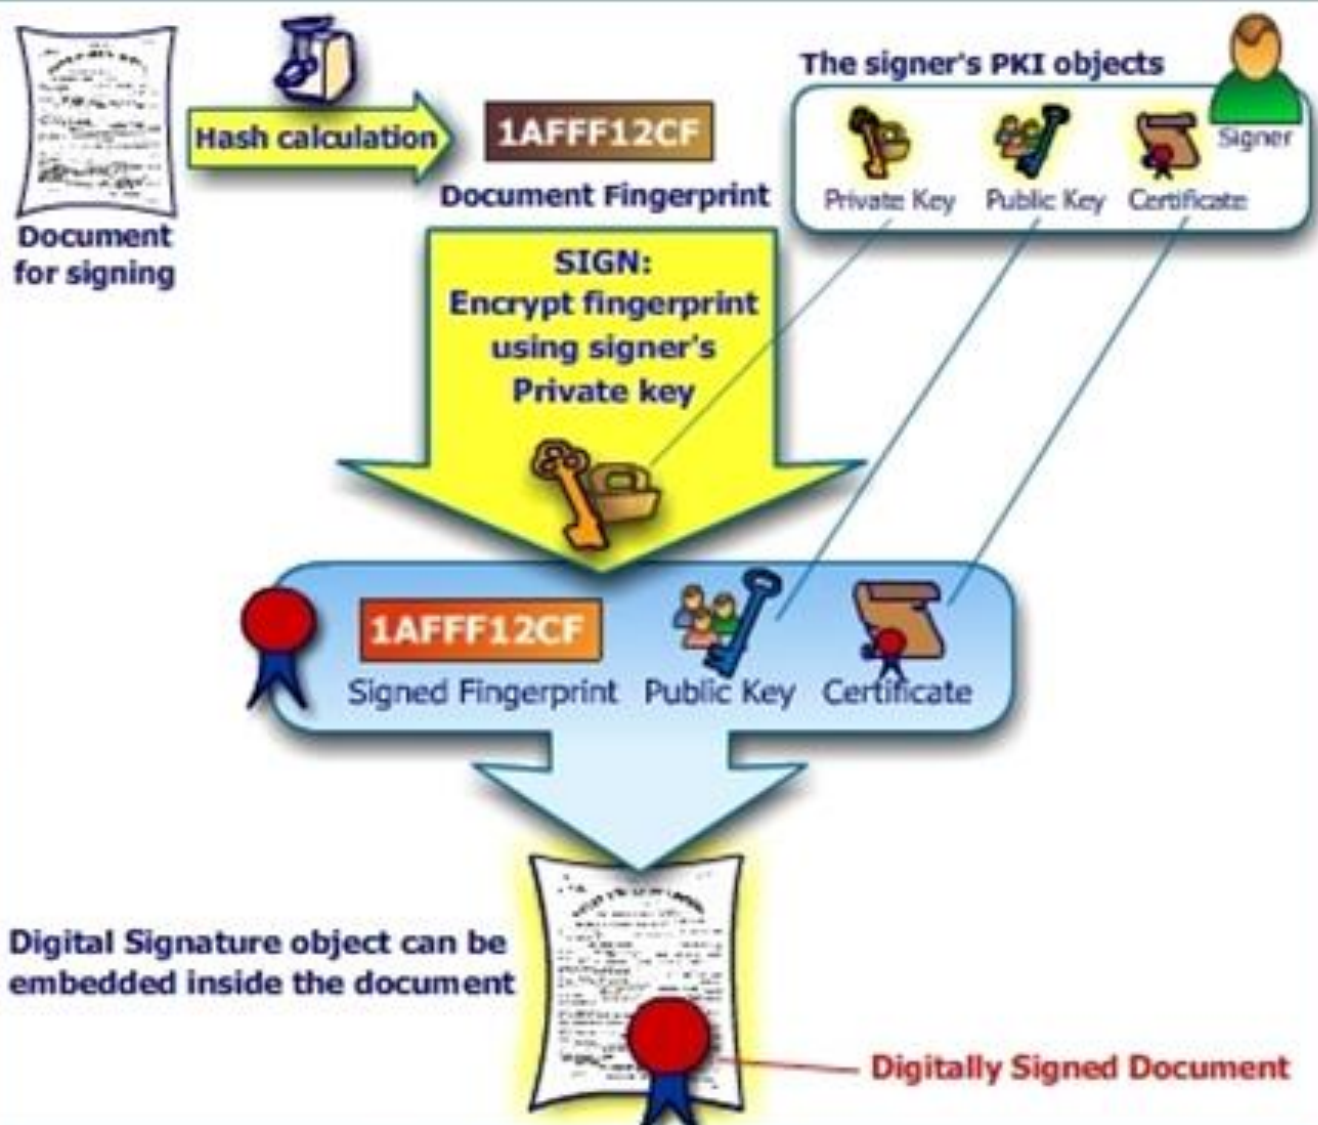 The signer's PKI objects
Signer
Private Key
Public Key
Certificate
Hash calculation
1AFFF12CF
Document Fingerprint
Document
for signing
SIGN:
Encrypt fingerprint
using signer's
Private key
1AFFF12CF
Signed Fingerprint
Public Key
Certificate
Digital Signature object can be
embedded inside the document
Digitally Signed Document